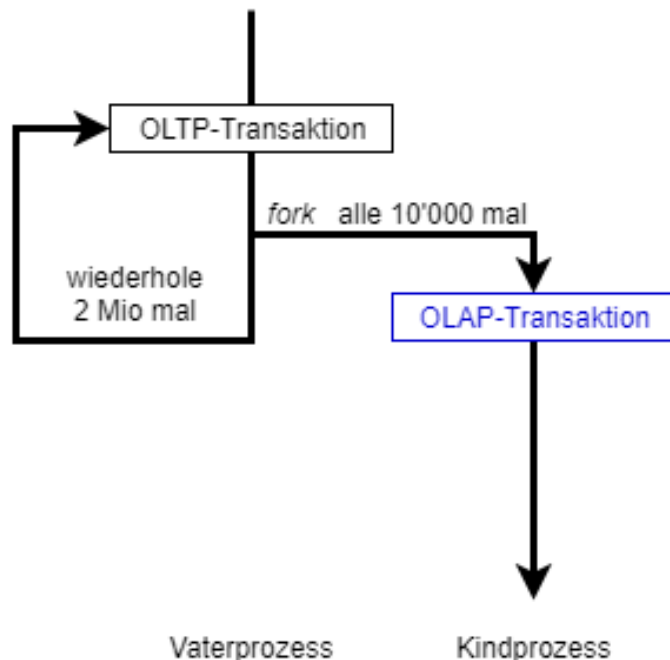 OLTP-Transaktion
fork alle 10'000 mal
wiederhole
2 Mio mal
OLAP-Transaktion
Vaterprozess Kindprozess